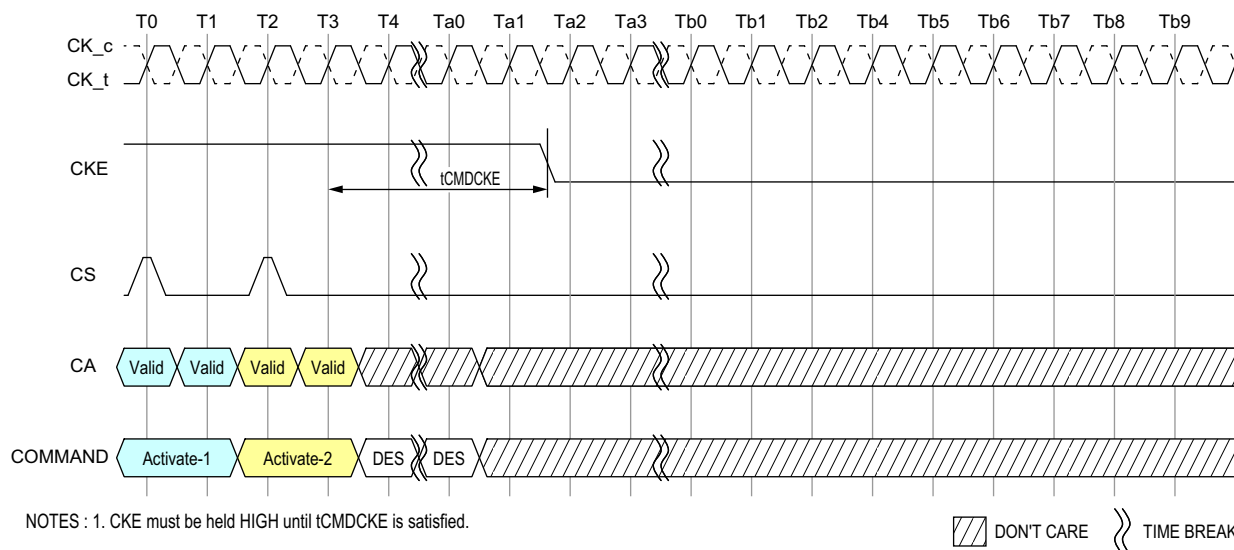 T0 T1 T2 T3 T4 Ta0 Ta1 Ta2 Ta3 Tb0 Tb1 Tb2 Tb4 Tb5 Tb6 Tb7 Tb8 Tb9
CK_c
CK_t
CKE
tCMDCKE
CS
CA Valid Valid Valid Valid
COMMAND Activate-1 Activate-2 DES DES
NOTES : 1. CKE must be held HIGH until tCMDCKE is satisfied.
DON'T CARE TIME BREAK